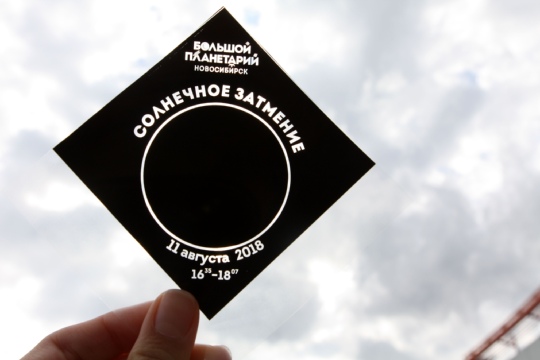 БОЛЬШОЙ
ПЛАНЕТАРИЙ
НОВОСИБИРСК
СОЛНЕЧНОЕ ЗАТМЕНИЕ
11 августа 2018
16³⁵-18⁰⁷